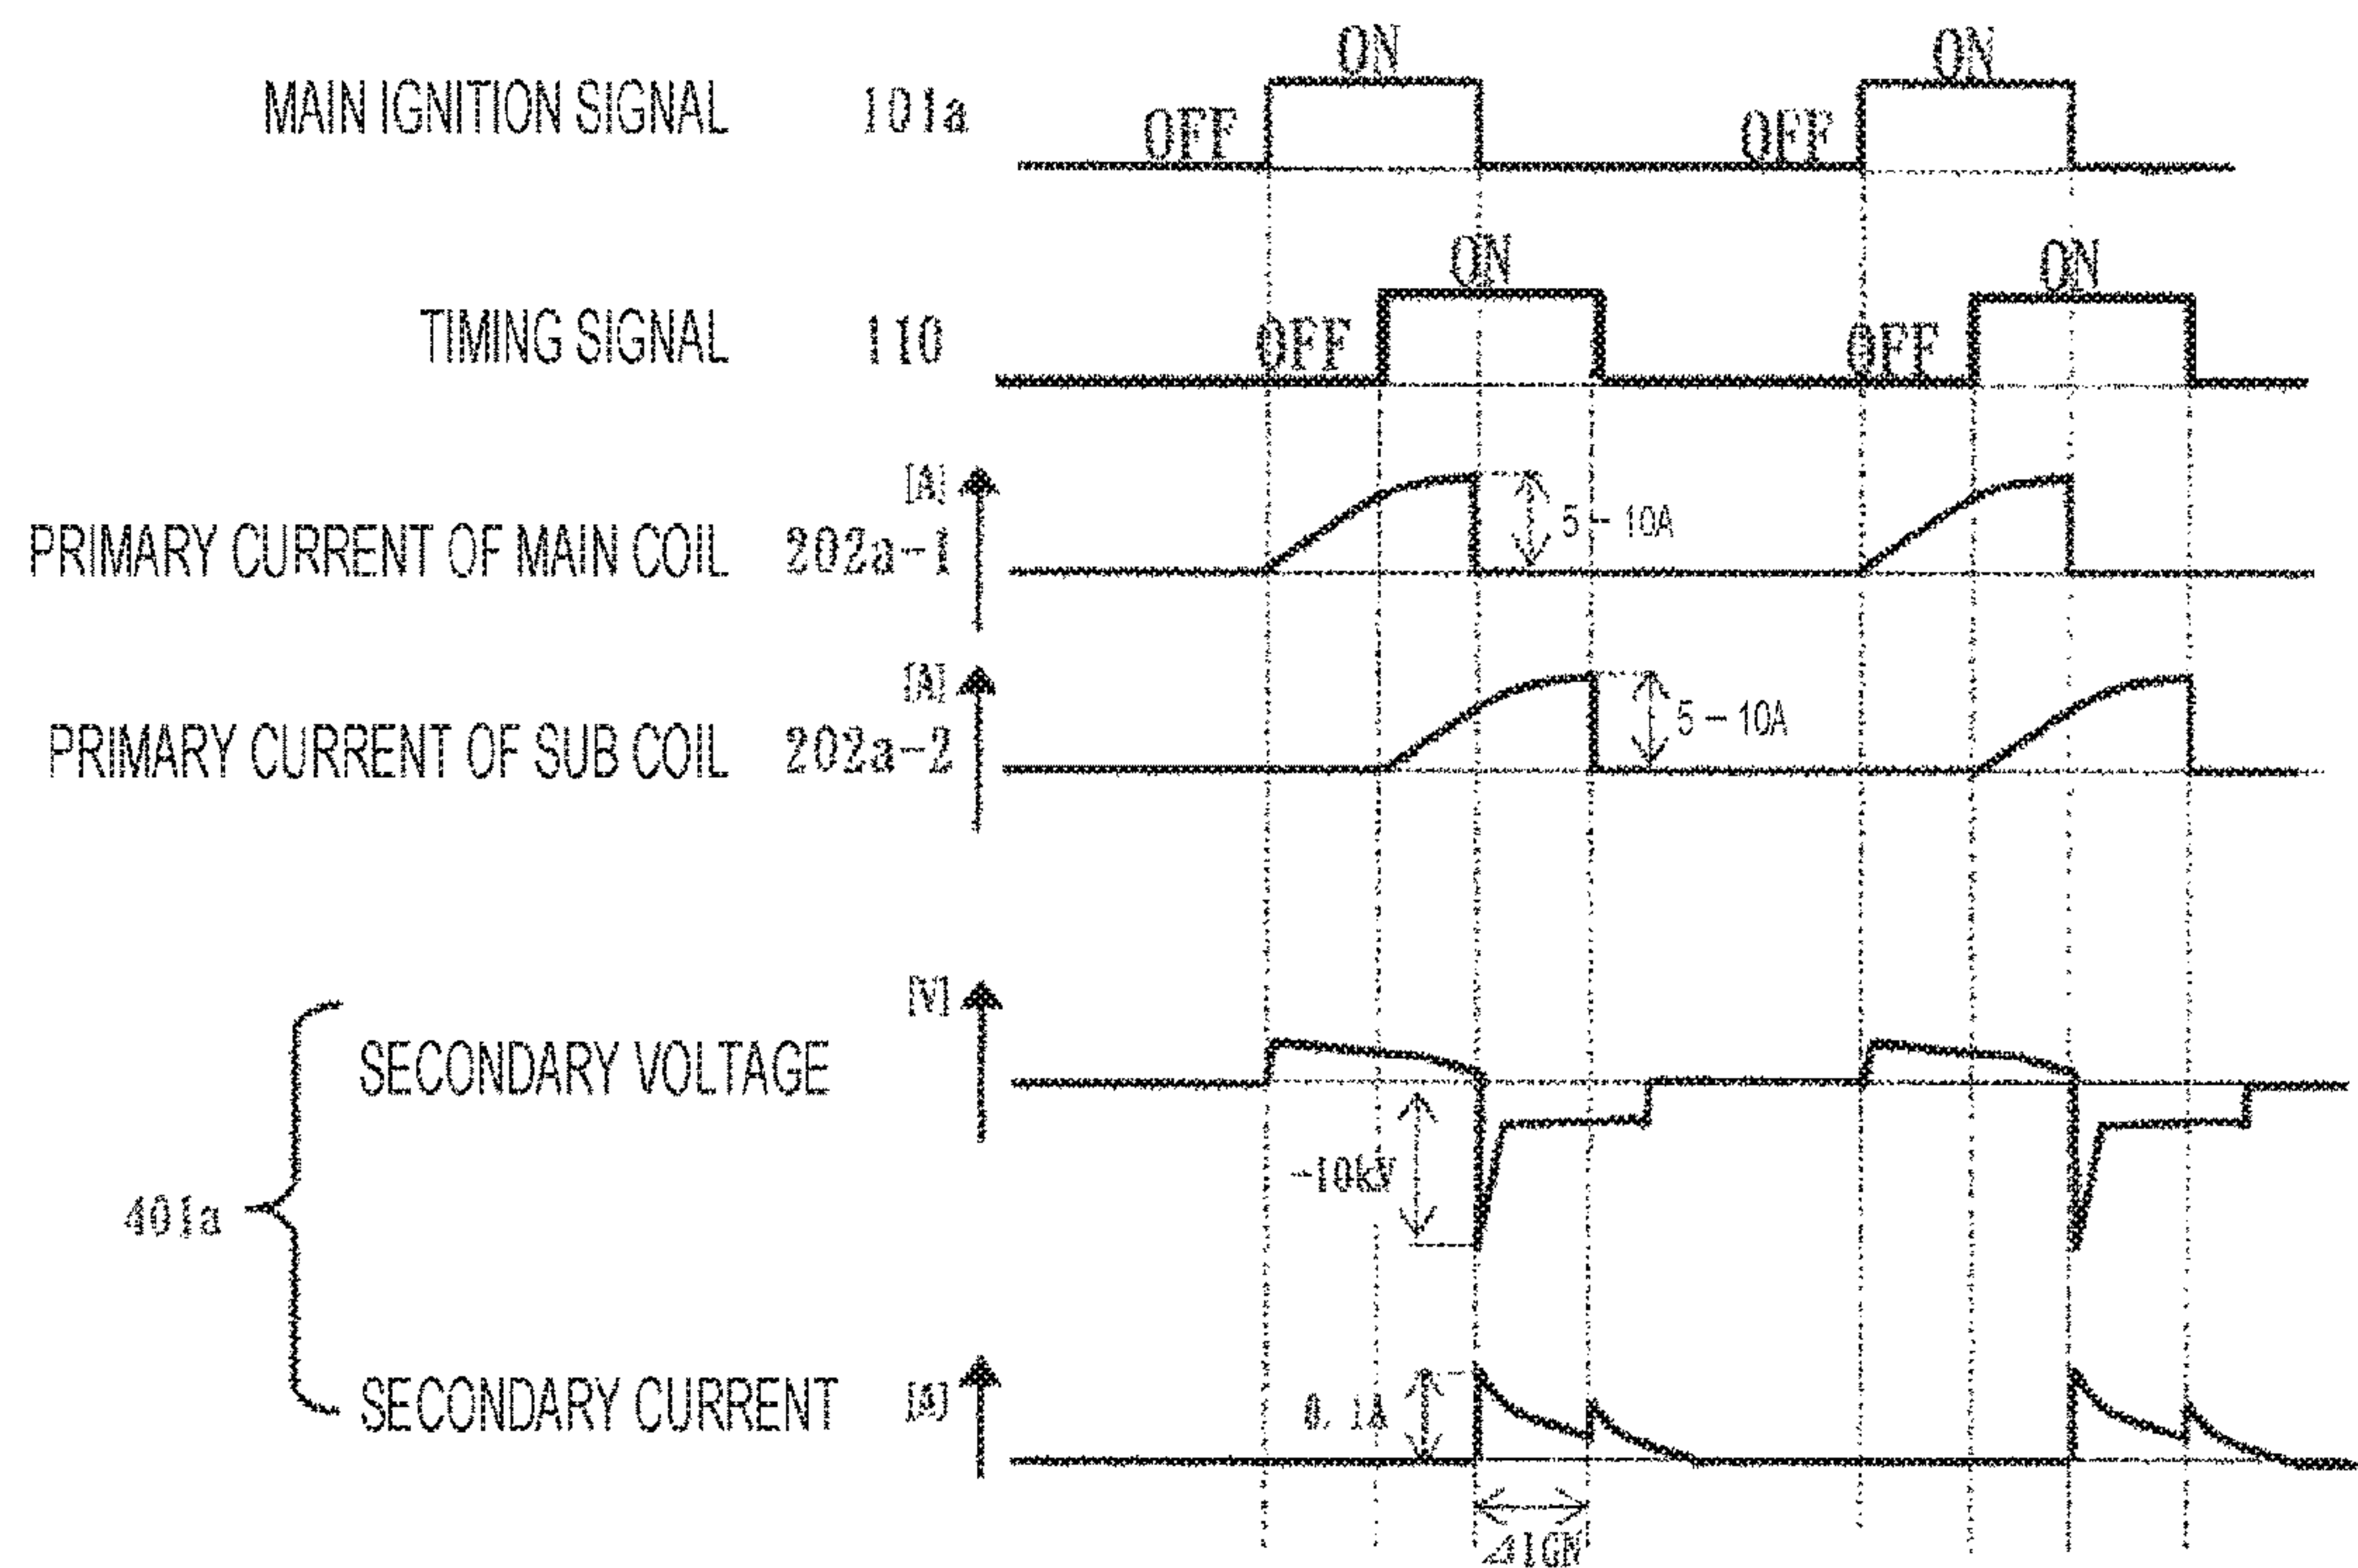 ON ON
MAIN IGNITION SIGNAL 101a OFF OFF
ON ON
TIMING SIGNAL 110 OFF OFF
[A]
PRIMARY CURRENT OF MAIN COIL 202a-1 5-10A
[A]
PRIMARY CURRENT OF SUB COIL 202a-2 5-10A
[V]
SECONDARY VOLTAGE
-10kV
401a
SECONDARY CURRENT [A] 0.1A
⊿IGN